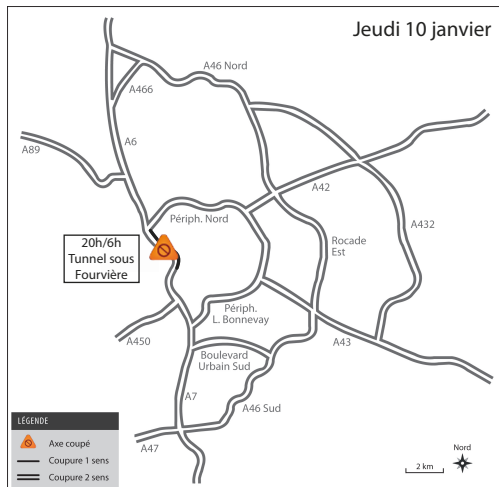 Jeudi 10 janvier
A46 Nord
A466
A6
A89
A42
Périph. Nord
A432
20h/6h
Tunnel sous
Fourvière
Rocade
Est
Périph.
L. Bonnevay
A450
A43
Boulevard
Urbain Sud
A7
A46 Sud
A47
LÉGENDE
Axe coupé
Coupure 1 sens
Coupure 2 sens
2 km
Nord